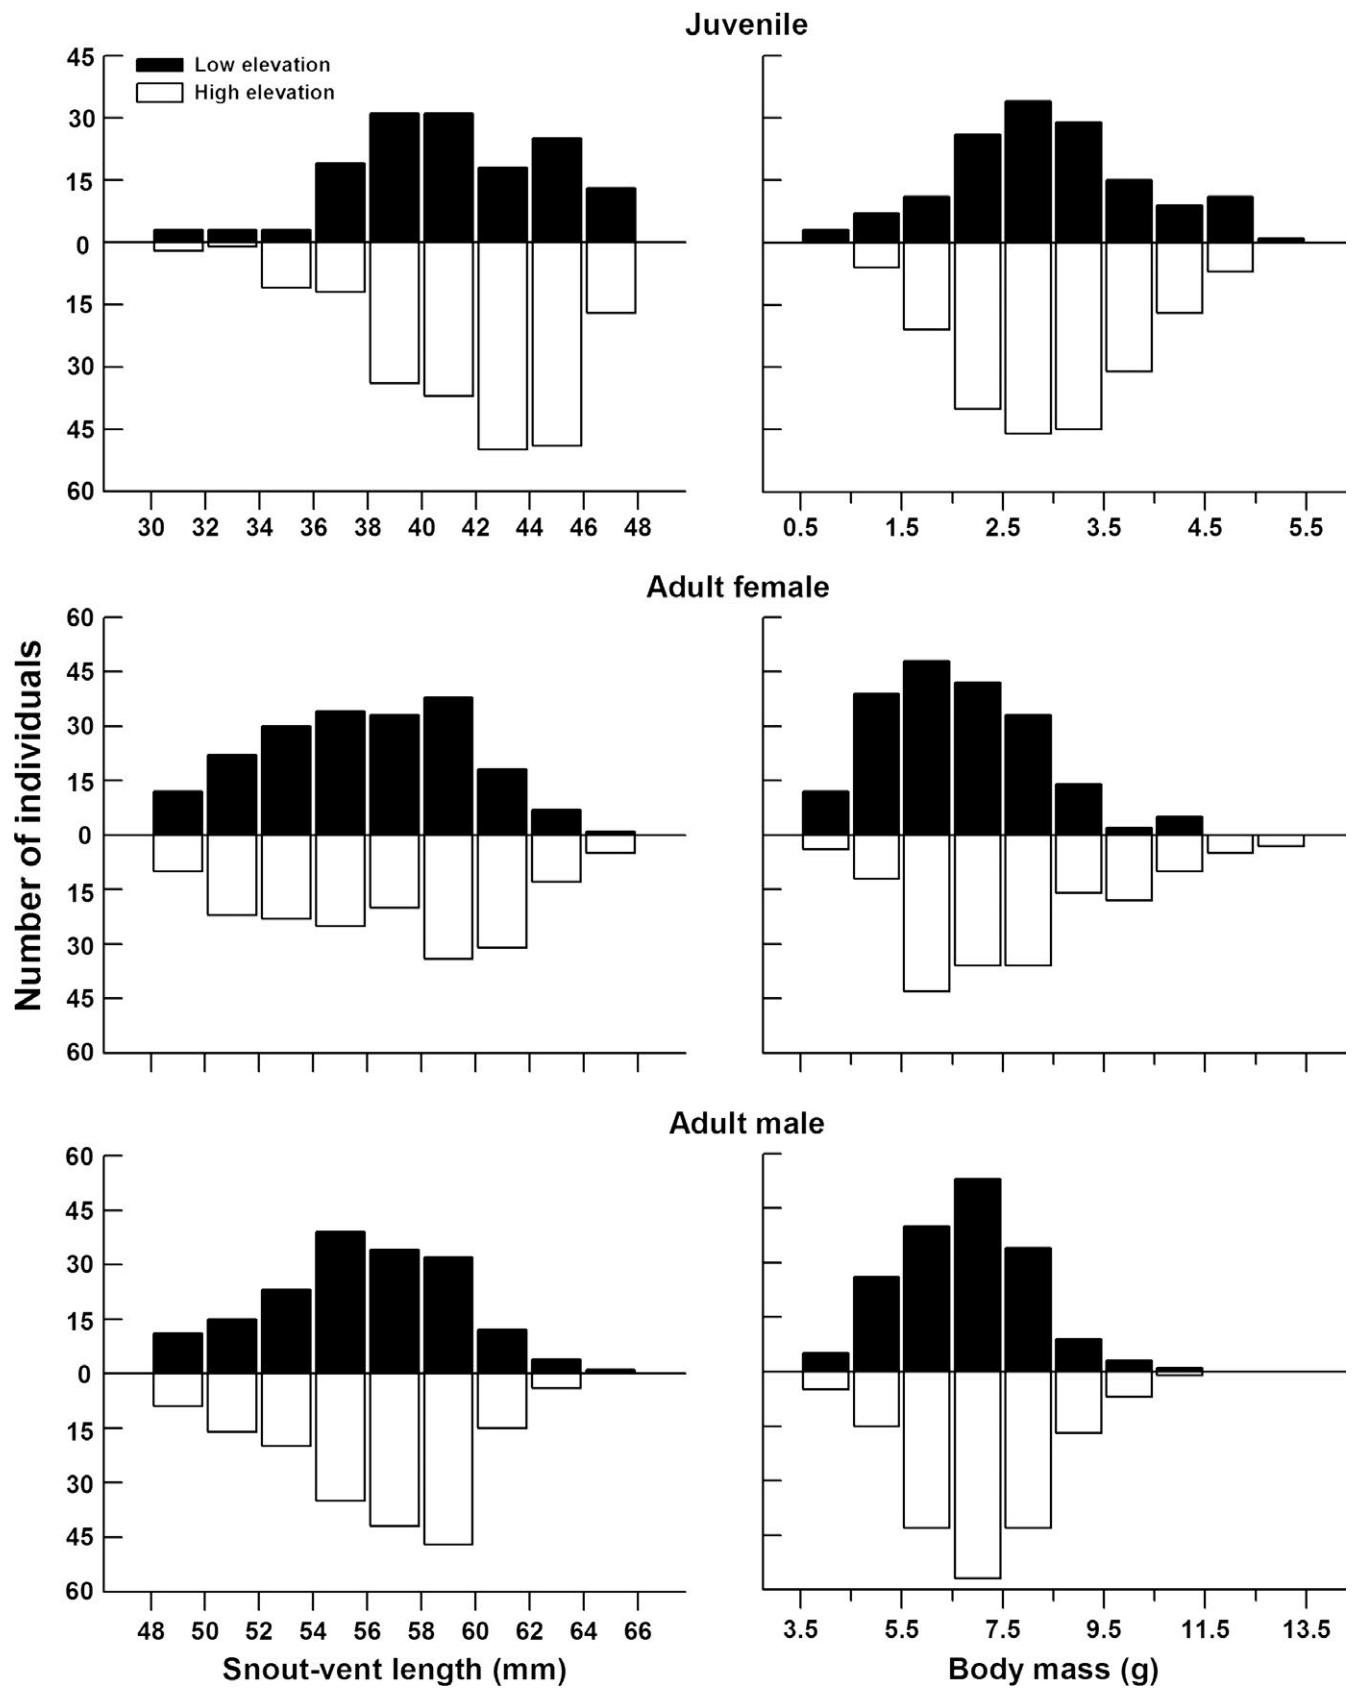 Juvenile
Low elevation
High elevation
45
30
15
0
15
30
45
60
30 32 34 36 38 40 42 44 46 48
0.5 1.5 2.5 3.5 4.5 5.5
Adult female
Number of individuals
60
45
30
15
0
15
30
45
60
Adult male
60
45
30
15
0
15
30
45
60
48 50 52 54 56 58 60 62 64 66
3.5 5.5 7.5 9.5 11.5 13.5
Snout-vent length (mm)
Body mass (g)